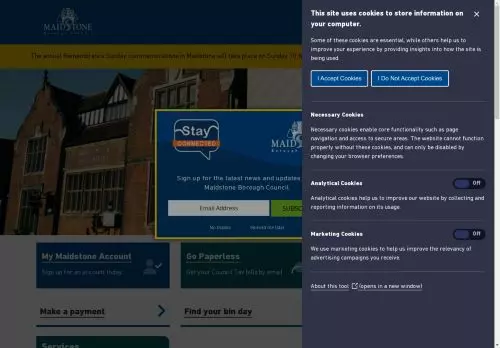 MAIDSTONE
Borough Council
The annual Remembrance Sunday commemorations in Maidstone will take place on Sunday 10 N
Stay
CONNECTED
MAIDS
Borough Co
Sign up for the latest news and updates
Maidstone Borough Council
Email Address
SUBSC
No thanks
Remind me later
My Maidstone Account
Sign up for an account today
Go Paperless
Get your Council Tax bills by email
Make a payment
Find your bin day
Services
This site uses cookies to store information on
your computer.
Some of these cookies are essential, while others help us to
improve your experience by providing insights into how the site is
being used.
I Accept Cookies
I Do Not Accept Cookies
Necessary Cookies
Necessary cookies enable core functionality such as page
navigation and access to secure areas. The website cannot function
properly without these cookies, and can only be disabled by
changing your browser preferences.
Analytical Cookies
Off
Analytical cookies help us to improve our website by collecting and
reporting information on its usage.
Marketing Cookies
Off
We use marketing cookies to help us improve the relevancy of
advertising campaigns you receive.
About this tool (opens in a new window)